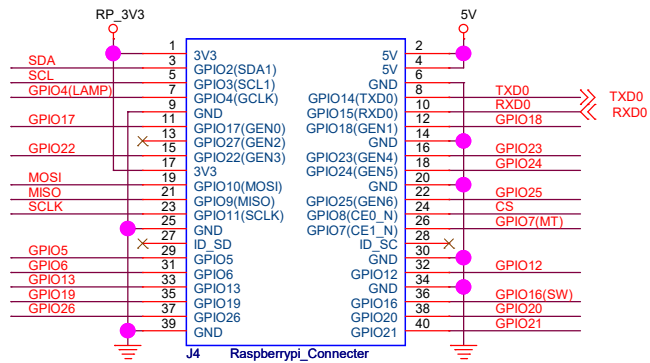 RP_3V3 5V
1 3V3 5V 2
SDA 3 GPIO2(SDA1) 5V 4
SCL 5 GPIO3(SCL1) GND 6
GPIO4(LAMP) 7 GPIO4(GCLK) GPIO14(TXD0) 8 TXD0 TXD0
9 GND GPIO15(RXD0) 10 RXD0 RXD0
GPIO17 11 GPIO17(GEN0) GPIO18(GEN1) 12 GPIO18
13 GPIO27(GEN2) GND 14
GPIO22 15 GPIO22(GEN3) GPIO23(GEN4) 16 GPIO23
17 3V3 GPIO24(GEN5) 18 GPIO24
MOSI 19 GPIO10(MOSI) GND 20
MISO 21 GPIO9(MISO) GPIO25(GEN6) 22 GPIO25
SCLK 23 GPIO11(SCLK) GPIO8(CE0_N) 24 CS
25 GND GPIO7(CE1_N) 26 GPIO7(MT)
27 ID_SD ID_SC 28
GPIO5 29 GPIO5 GND 30
GPIO6 31 GPIO6 GPIO12 32 GPIO12
GPIO13 33 GPIO13 GND 34
GPIO19 35 GPIO19 GPIO16 36 GPIO16(SW)
GPIO26 37 GPIO26 GPIO20 38 GPIO20
39 GND GPIO21 40 GPIO21
J4 Raspberrypi_Connecter